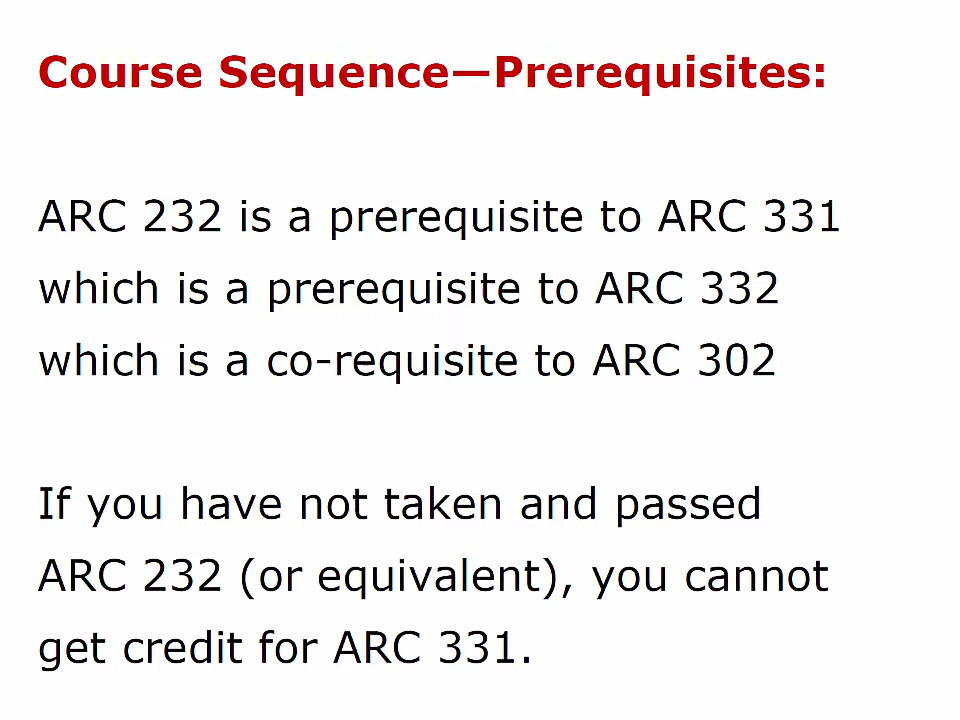 Course Sequence—Prerequisites:
ARC 232 is a prerequisite to ARC 331
which is a prerequisite to ARC 332
which is a co-requisite to ARC 302
If you have not taken and passed
ARC 232 (or equivalent), you cannot
get credit for ARC 331.